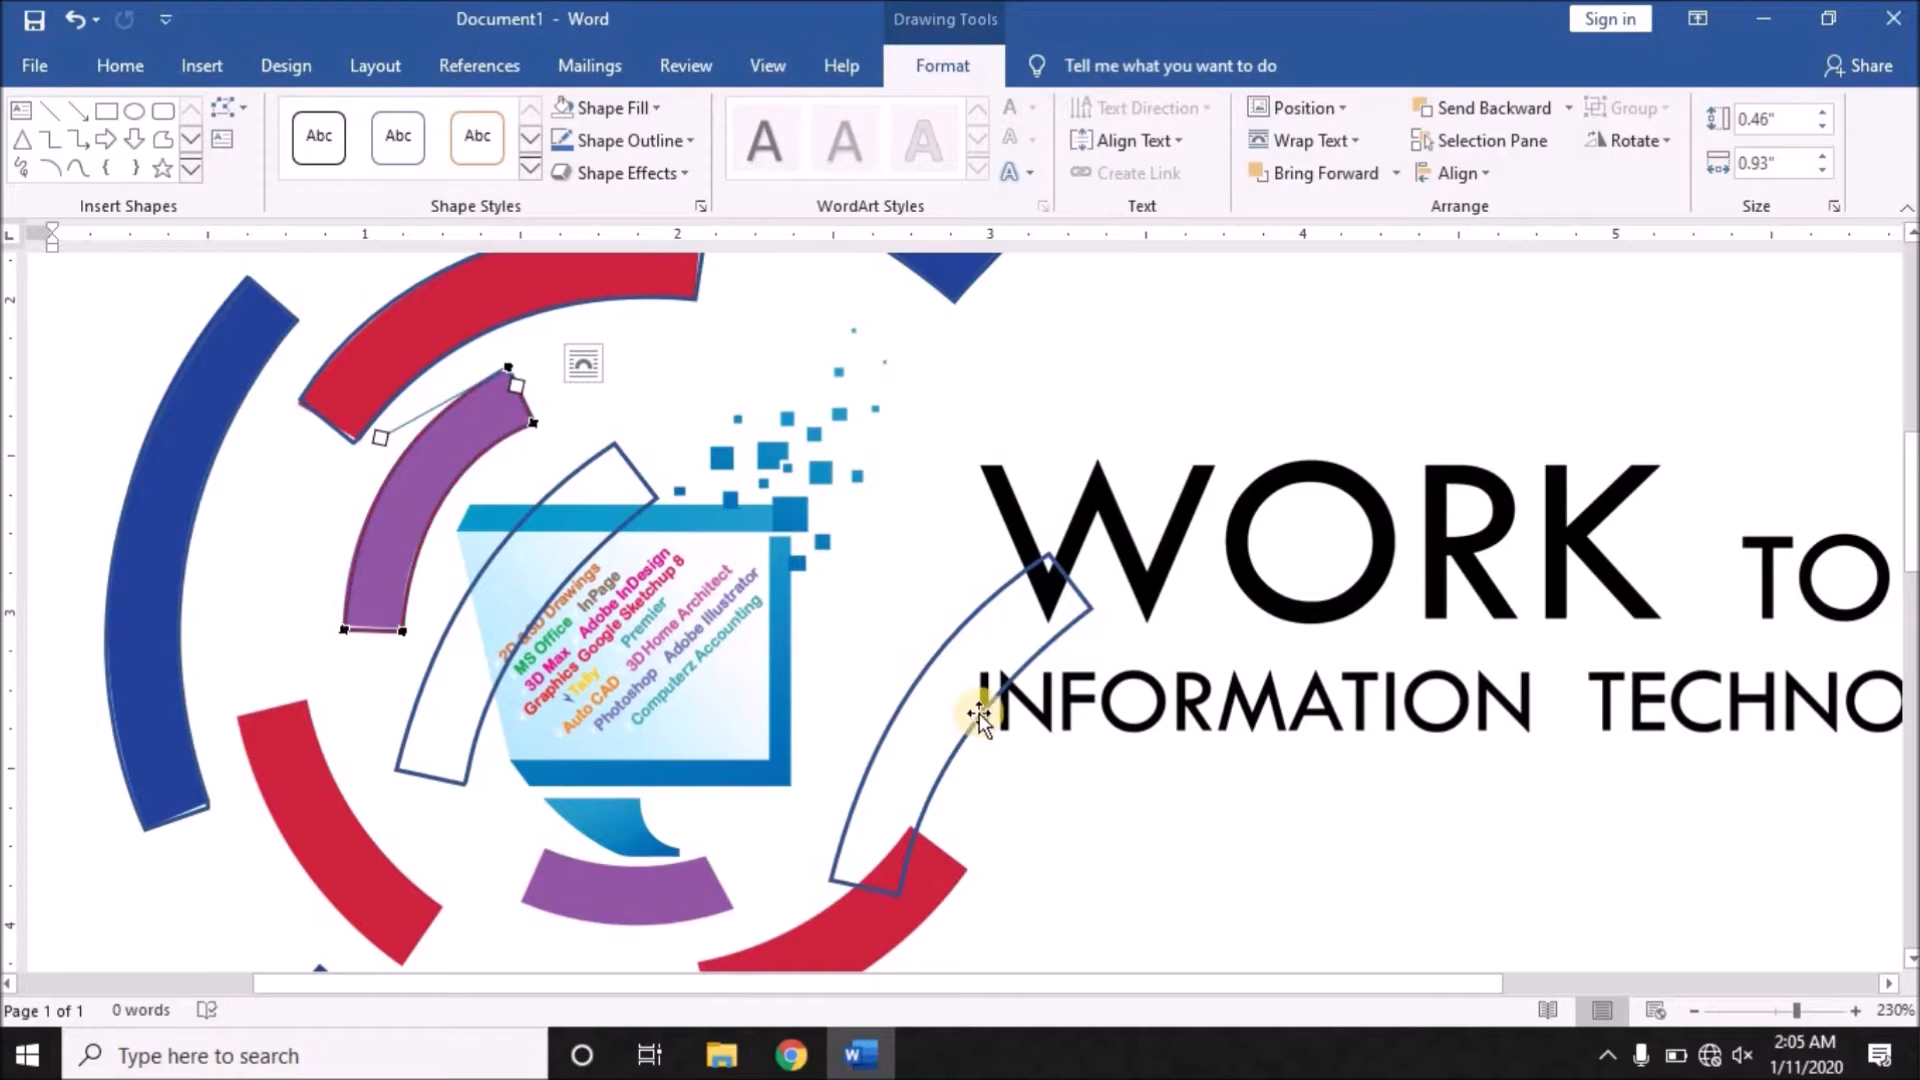 Document1 - Word
Drawing Tools
Sign in
File
Home
Insert
Design
Layout
References
Mailings
Review
View
Help
Format
Tell me what you want to do
Share
Abc
Abc
Abc
Shape Fill
Shape Outline
Shape Effects
A
A
A
A
A
A
Text Direction
Align Text
Create Link
Position
Wrap Text
Bring Forward
Send Backward
Selection Pane
Align
Group
Rotate
0.46"
0.93"
Insert Shapes
Shape Styles
WordArt Styles
Text
Arrange
Size
1
2
3
4
5
2
3
4
2D &3D Drawings
MS Office
InPage
3D Max
Adobe InDesign
Graphics Google Sketchup 8
Tally
Premier
Auto CAD
3D Home Architect
Photoshop
Adobe Illustrator
Computerz Accounting
WORK TO
INFORMATION TECHNO
Page 1 of 1
0 words
230%
Type here to search
W
2:05 AM
1/11/2020